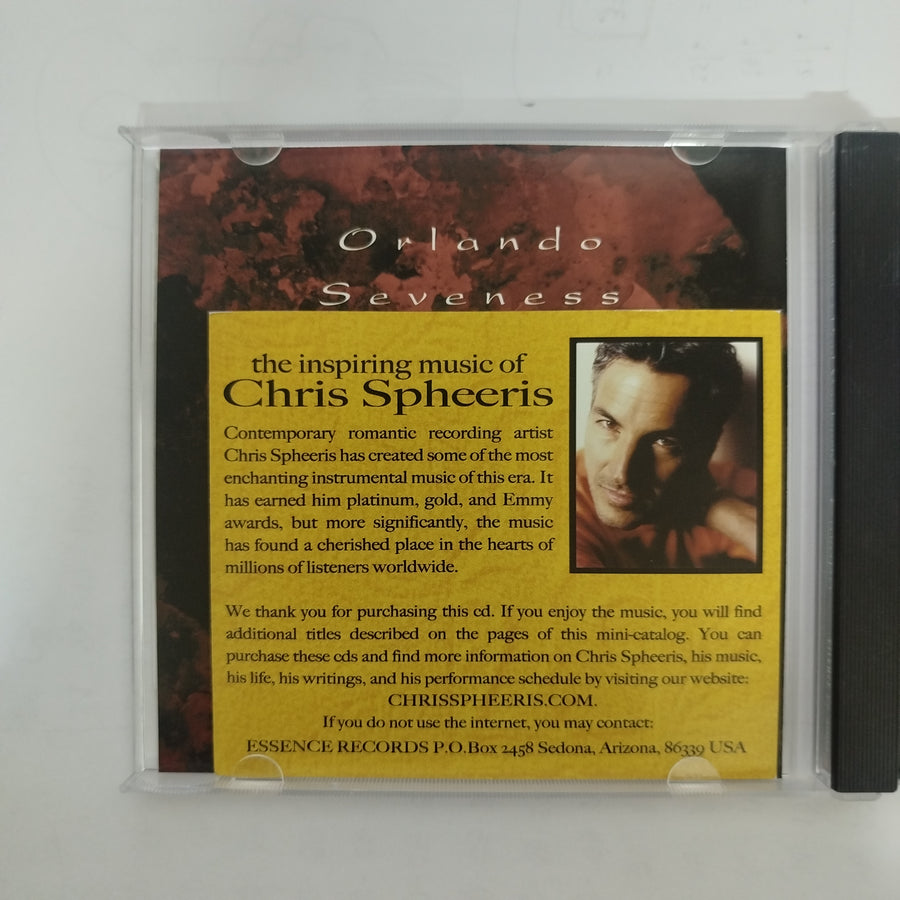 Orlando
Seveness
the inspiring music of
Chris Spheeris
Contemporary romantic recording artist
Chris Spheeris has created some of the most
enchanting instrumental music of this era. It
has earned him platinum, gold, and Emmy
awards, but more significantly, the music
has found a cherished place in the hearts of
millions of listeners worldwide.
We thank you for purchasing this cd. If you enjoy the music, you will find
additional titles described on the pages of this mini-catalog. You can
purchase these cds and find more information on Chris Spheeris, his music,
his life, his writings, and his performance schedule by visiting our website:
CHRISSPHEERIS.COM.
If you do not use the internet, you may contact:
ESSENCE RECORDS P.O.Box 2458 Sedona, Arizona, 86339 USA